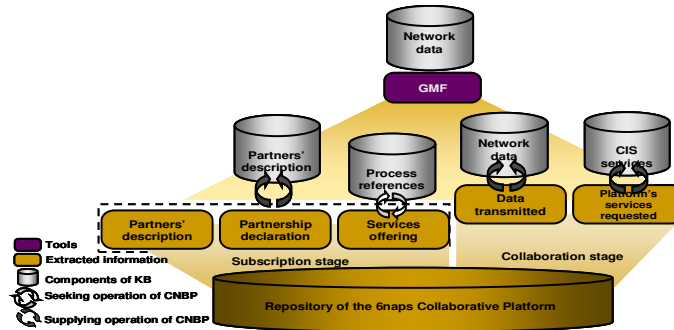 Network
data
GMF
Partners'
description
Process
references
Network
data
CIS
services
Partners'
description
Partnership
declaration
Services
offering
Data
transmitted
Platform's
services
requested
Subscription stage
Collaboration stage
Tools
Extracted information
Components of KB
Seeking operation of CNBP
Supplying operation of CNBP
Repository of the 6naps Collaborative Platform